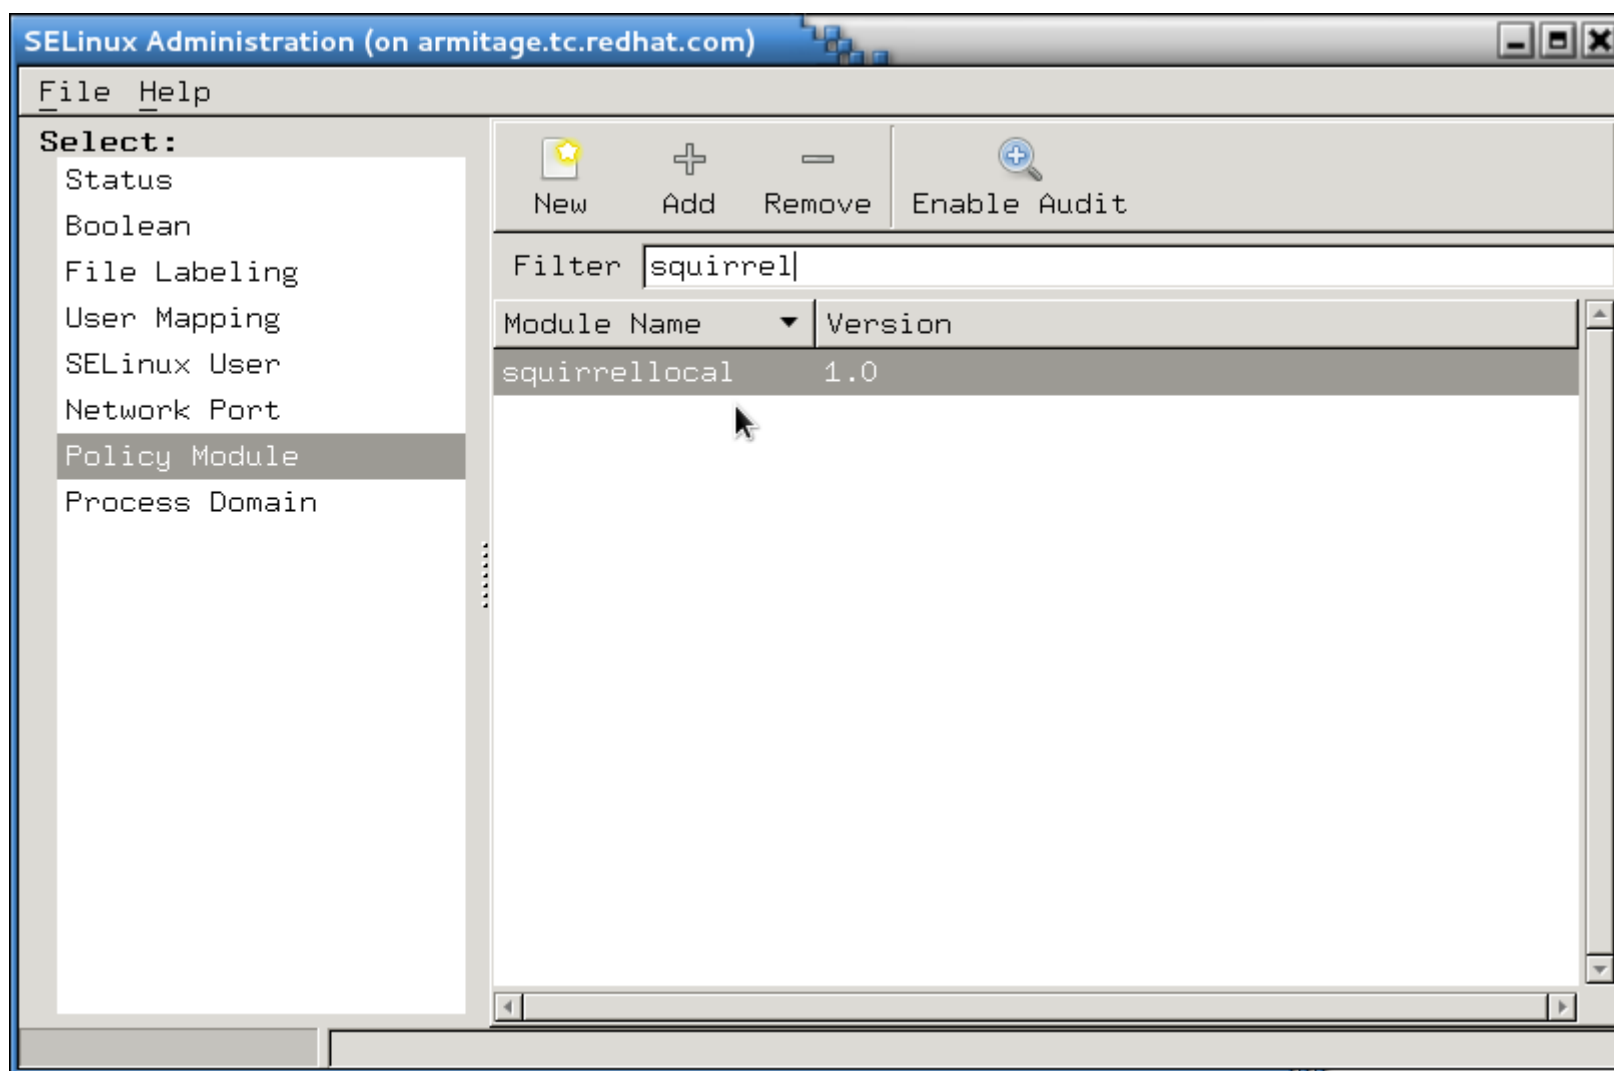 SELinux Administration (on armitage.tc.redhat.com)
File Help
Select:
Status
Boolean
File Labeling
User Mapping
SELinux User
Network Port
Policy Module
Process Domain
New Add Remove Enable Audit
Filter squirrel
Module Name Version
squirrellocal 1.0